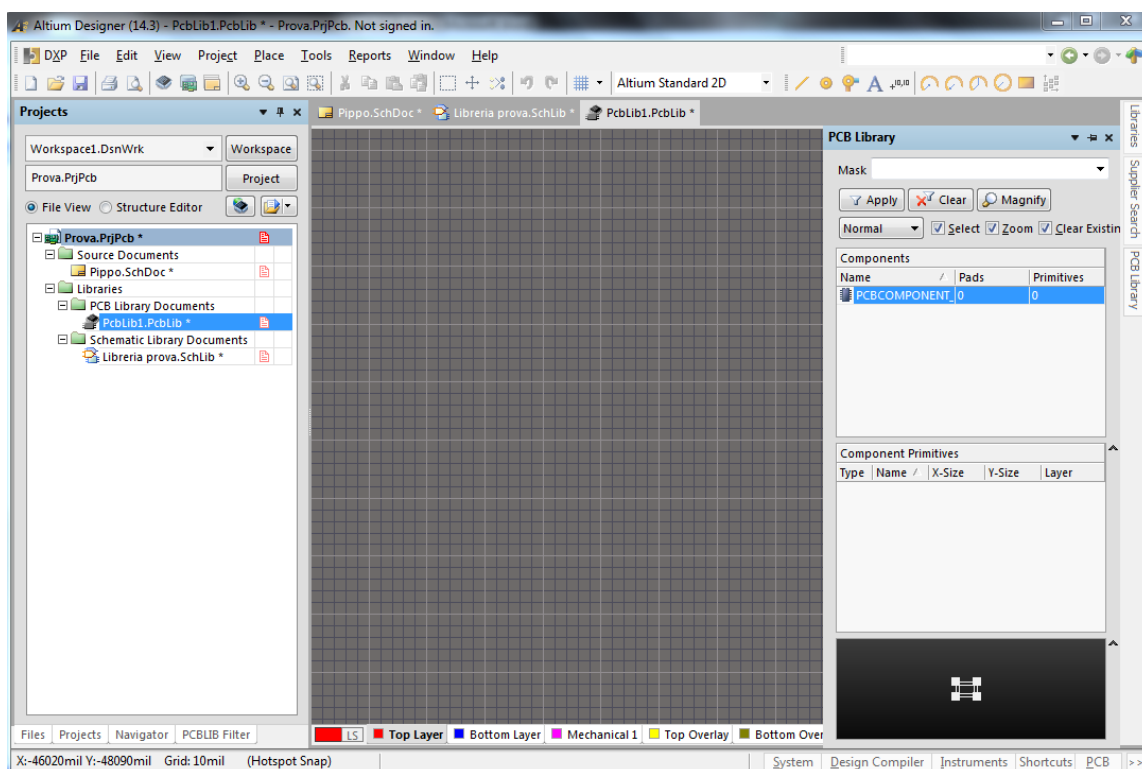 Altium Designer (14.3) - PcbLib1.PcbLib * - Prova.PrjPcb. Not signed in.
DXP File Edit View Project Place Tools Reports Window Help
Altium Standard 2D
Projects
Pippo.SchDoc * Libreria prova.SchLib * PcbLib1.PcbLib *
Workspace1.DsnWrk Workspace
Prova.PrjPcb Project
File View Structure Editor
Prova.PrjPcb *
Source Documents
Pippo.SchDoc *
Libraries
PCB Library Documents
PcbLib1.PcbLib *
Schematic Library Documents
Libreria prova.SchLib *
PCB Library
Mask
Apply Clear Magnify
Normal Select Zoom Clear Existin
Components
Name / Pads Primitives
PCBCOMPONENT_ 0 0
Component Primitives
Type Name / X-Size Y-Size Layer
Libraries
Supplier Search
PCB Library
Files Projects Navigator PCBLIB Filter
LS Top Layer Bottom Layer Mechanical 1 Top Overlay Bottom Over
X:-46020mil Y:-48090mil Grid: 10mil (Hotspot Snap)
System Design Compiler Instruments Shortcuts PCB >>